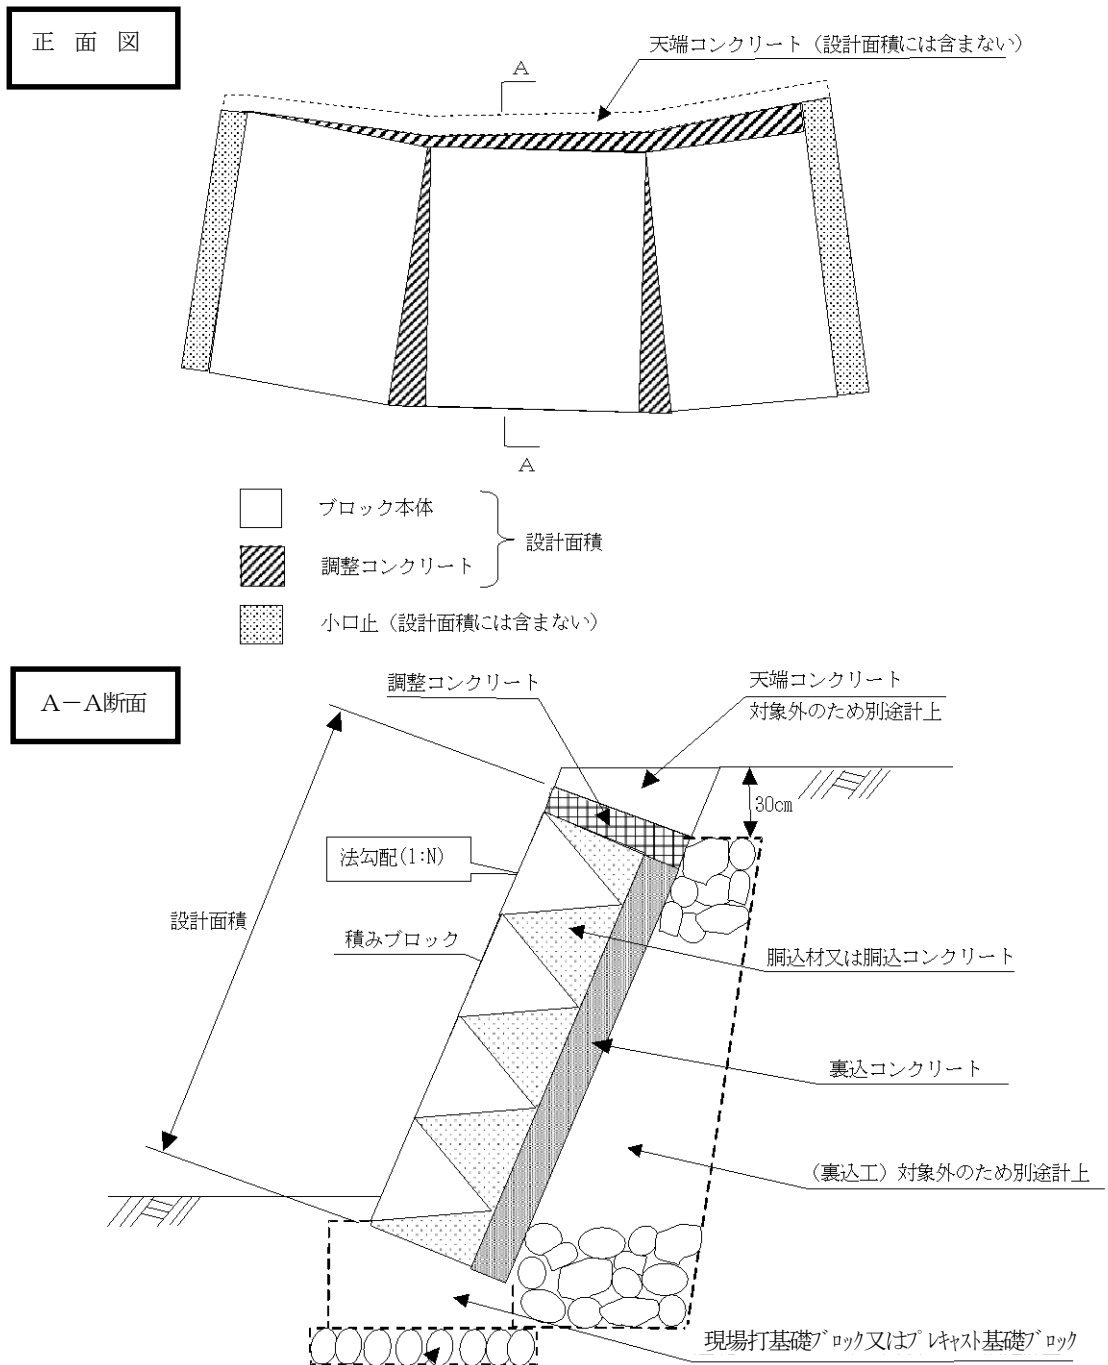 正 面 図
天端コンクリート（設計面積には含まない）
A
A
ブロック本体
設計面積
調整コンクリート
小口止（設計面積には含まない）
A－A断面
調整コンクリート
天端コンクリート
対象外のため別途計上
30cm
法勾配(1:N)
設計面積
積みブロック
胴込材又は胴込コンクリート
裏込コンクリート
（裏込工）対象外のため別途計上
現場打基礎ブロック又はプレキャスト基礎ブロック